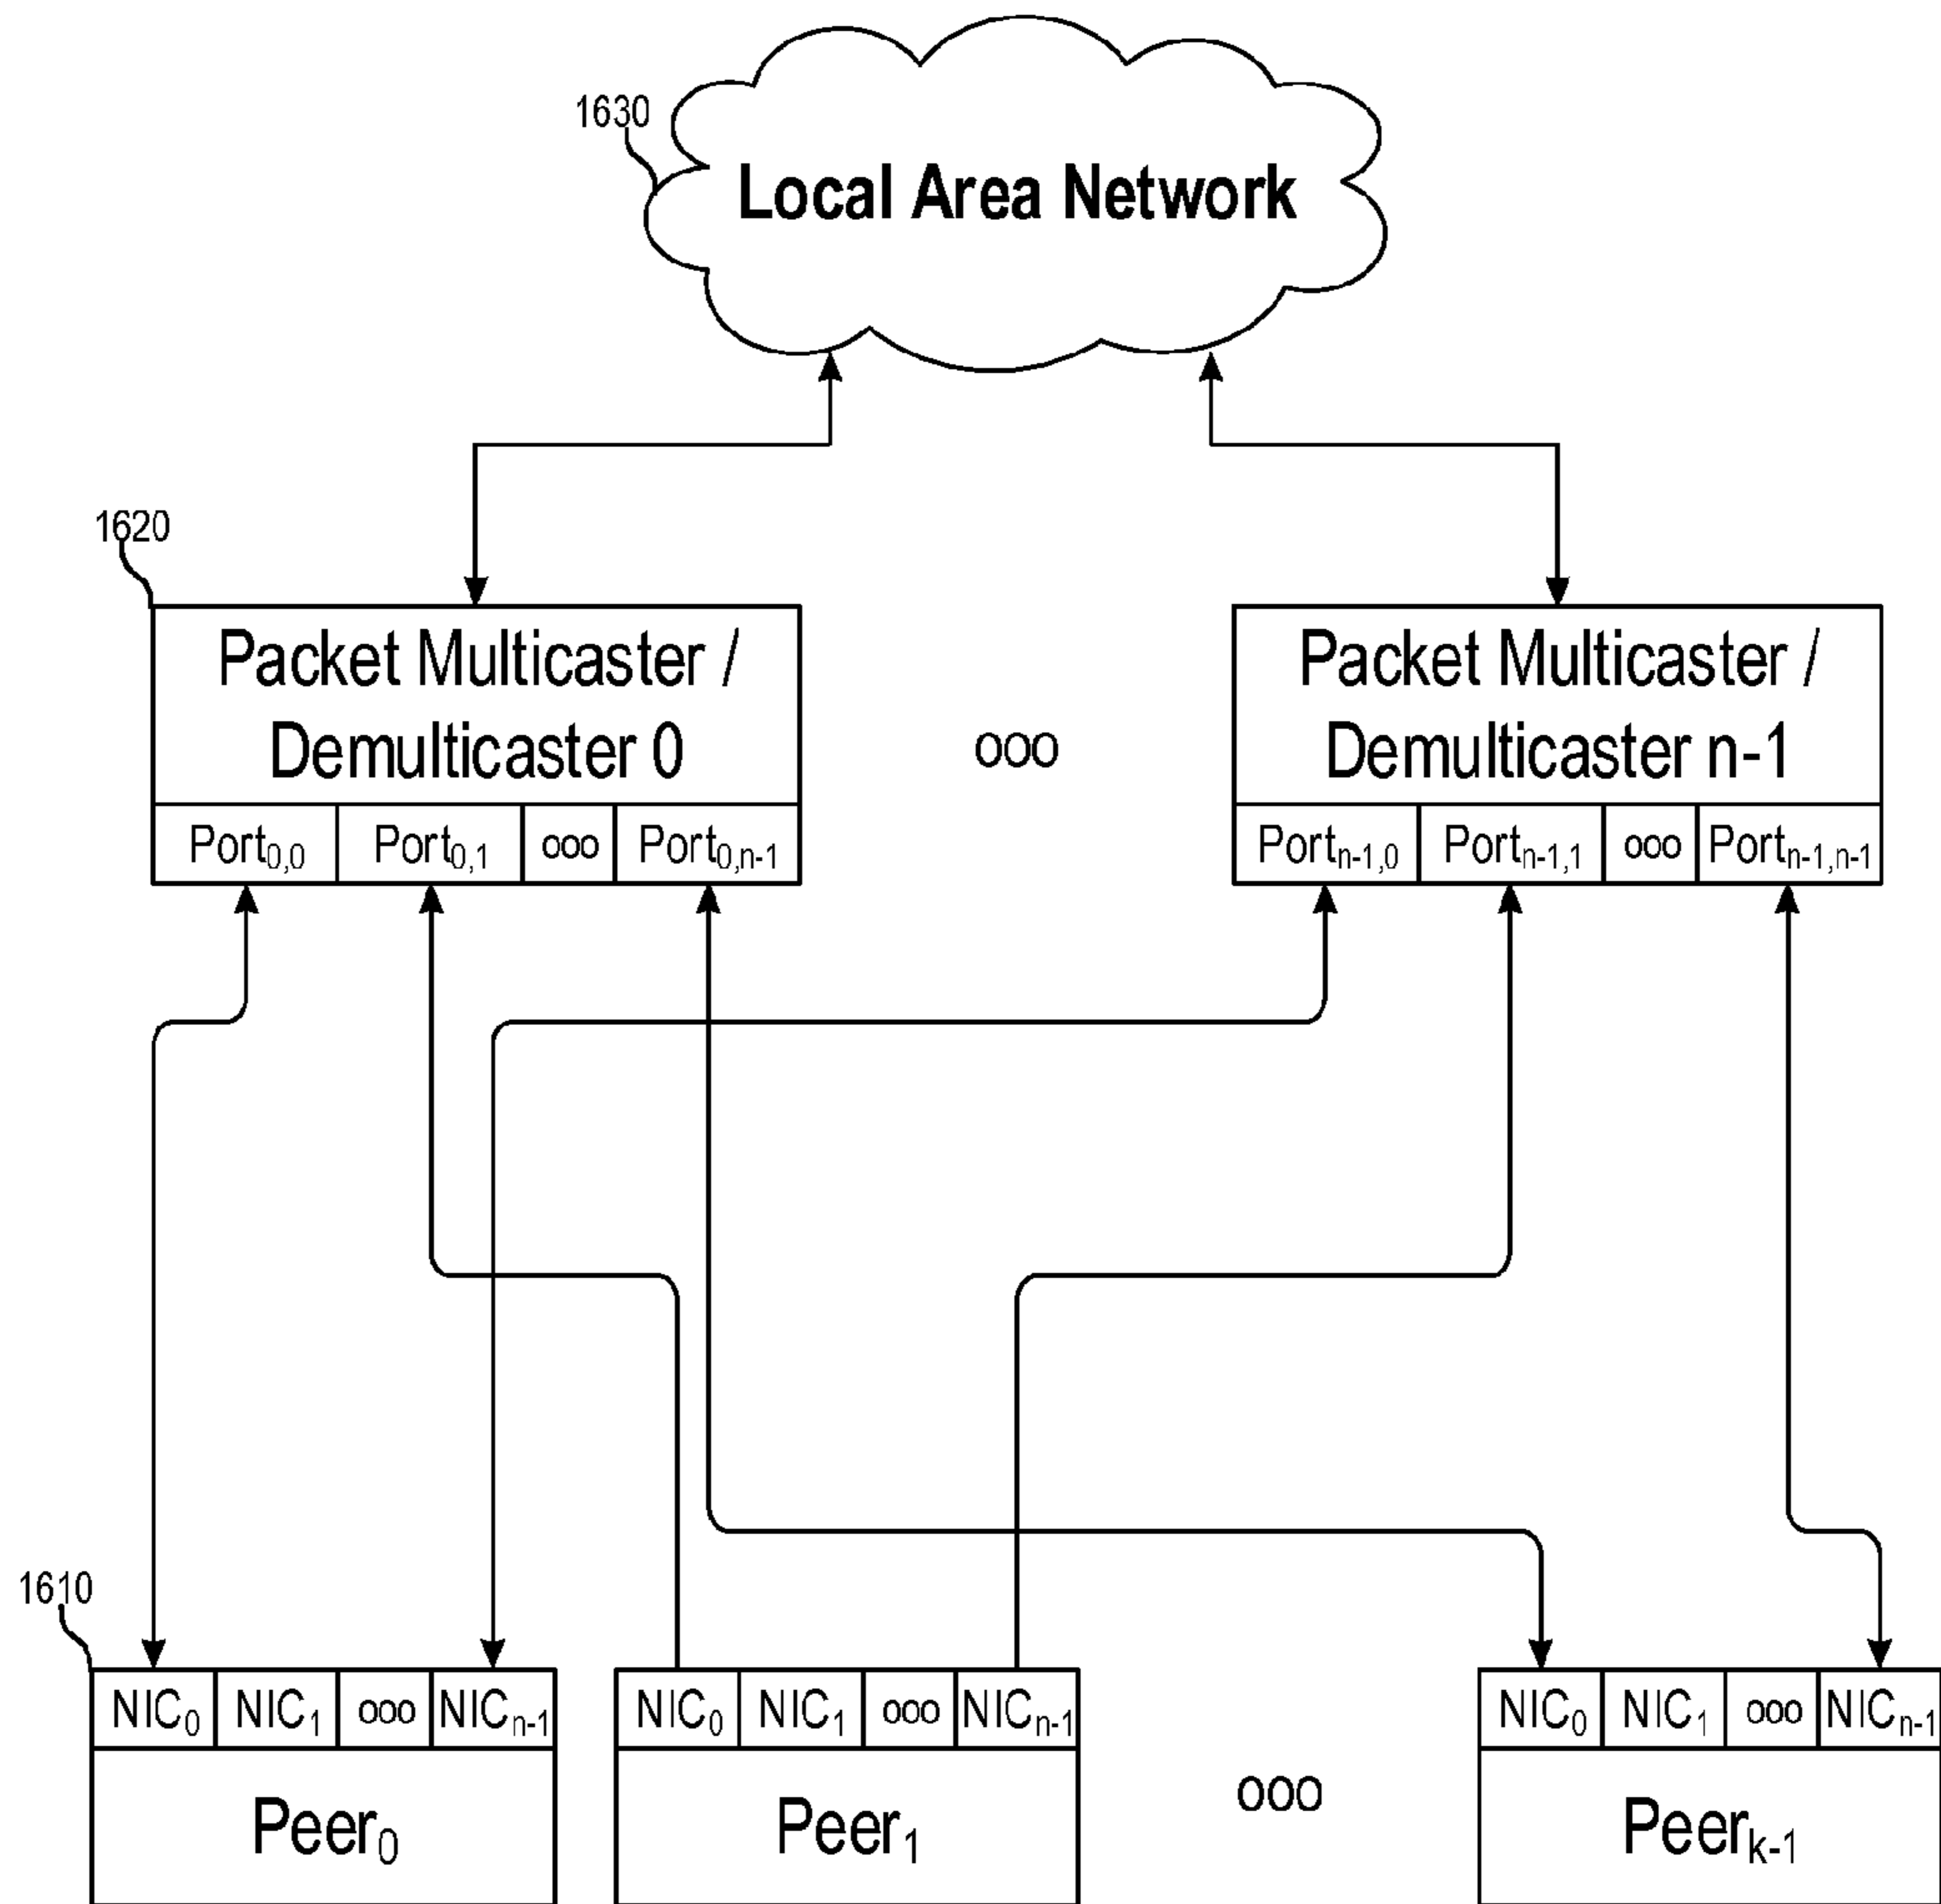 1630
Local Area Network
1620
Packet Multicaster /
Demulticaster 0
ooo
Packet Multicaster /
Demulticaster n-1
Port0,0 Port0,1 ooo Port0,n-1
Portn-1,0 Portn-1,1 ooo Portn-1,n-1
1610
NIC0 NIC1 ooo NICn-1
NIC0 NIC1 ooo NICn-1
NIC0 NIC1 ooo NICn-1
Peer0
Peer1
ooo
Peerk-1